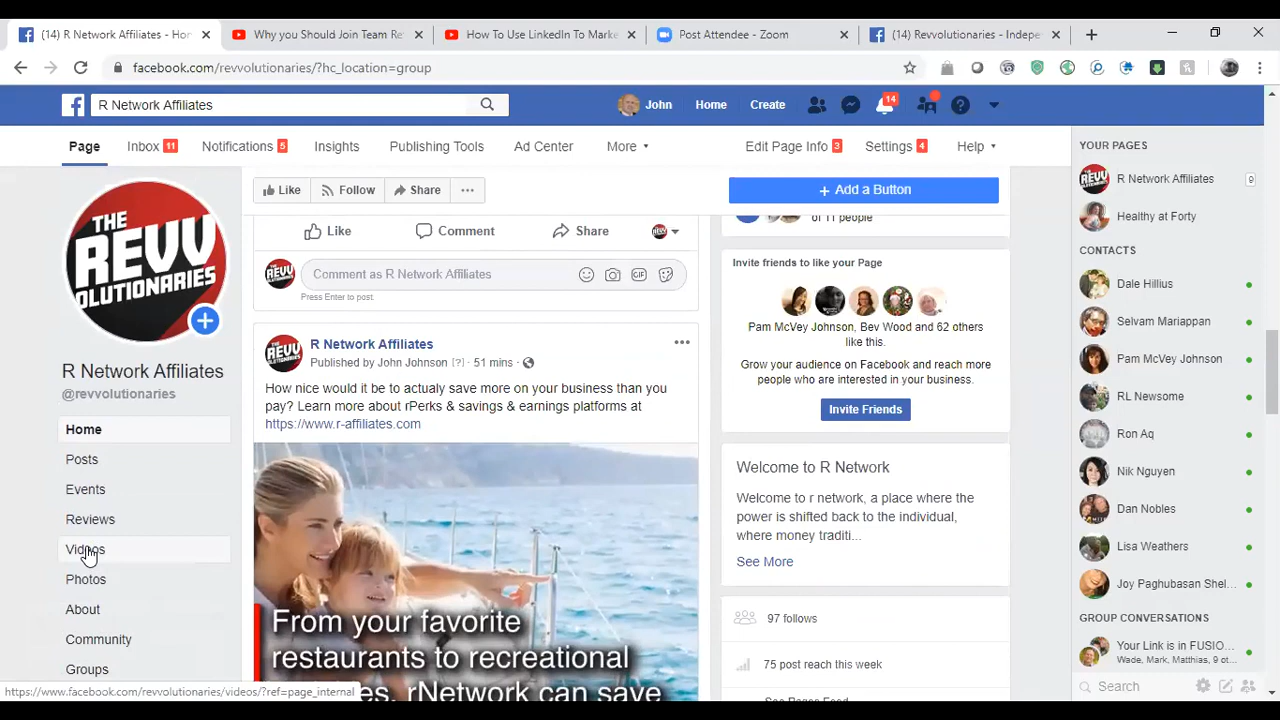 (14) R Network Affiliates - Hon
Why you Should Join Team Re
How To Use LinkedIn To Marke
Post Attendee - Zoom
(14) Revvolutionaries - Indepe
facebook.com/revvolutionaries/?hc_location=group
R Network Affiliates
John
Home
Create
14
Page
Inbox 11
Notifications 5
Insights
Publishing Tools
Ad Center
More
Edit Page Info 3
Settings 4
Help
THE
REVV
OLUTIONARIES
R Network Affiliates
@revvolutionaries
Home
Posts
Events
Reviews
Videos
Photos
About
Community
Groups
https://www.facebook.com/revvolutionaries/videos/?ref=page_internal
Like
Follow
Share
Like
Comment
Share
Comment as R Network Affiliates
GIF
Press Enter to post.
R Network Affiliates
Published by John Johnson [?] · 51 mins ·
How nice would it be to actualy save more on your business than you
pay? Learn more about rPerks & savings & earnings platforms at
https://www.r-affiliates.com
From your favorite
restaurants to recreational
es, rNetwork can save
+ Add a Button
of 11 people
Invite friends to like your Page
Pam McVey Johnson, Bev Wood and 62 others
like this.
Grow your audience on Facebook and reach more
people who are interested in your business.
Invite Friends
Welcome to R Network
Welcome to r network, a place where the
power is shifted back to the individual,
where money traditi...
See More
97 follows
75 post reach this week
See Pages Feed
YOUR PAGES
R Network Affiliates
9
Healthy at Forty
CONTACTS
Dale Hillius
Selvam Mariappan
Pam McVey Johnson
RL Newsome
Ron Aq
Nik Nguyen
Dan Nobles
Lisa Weathers
Joy Paghubasan Shel...
GROUP CONVERSATIONS
Your Link is in FUSIO...
Wade, Mark, Matthias, 9 ot...
Search